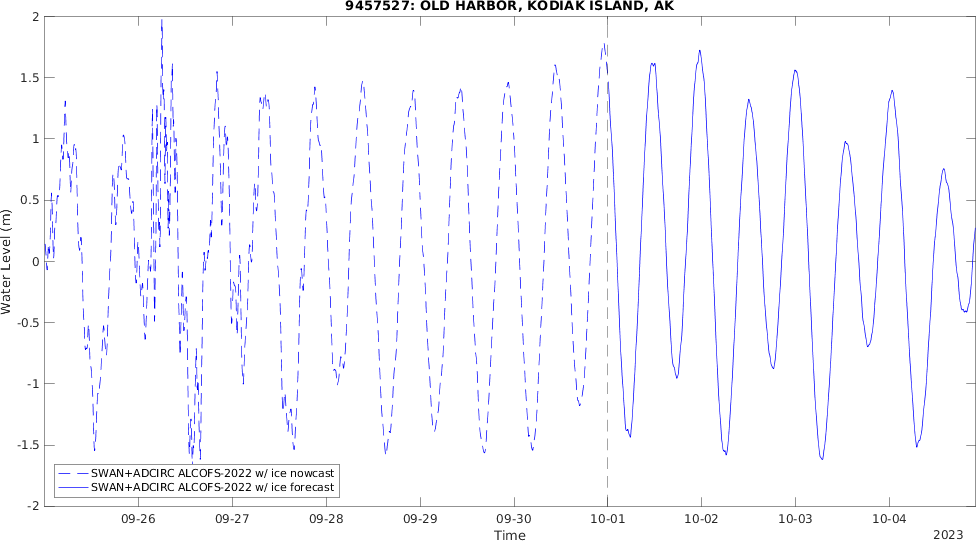 9457527: OLD HARBOR, KODIAK ISLAND, AK
2
1.5
1
0.5
0
-0.5
-1
-1.5
-2
Water Level (m)
SWAN+ADCIRC ALCOFS-2022 w/ ice nowcast
SWAN+ADCIRC ALCOFS-2022 w/ ice forecast
09-26 09-27 09-28 09-29 09-30 10-01 10-02 10-03 10-04
Time
2023